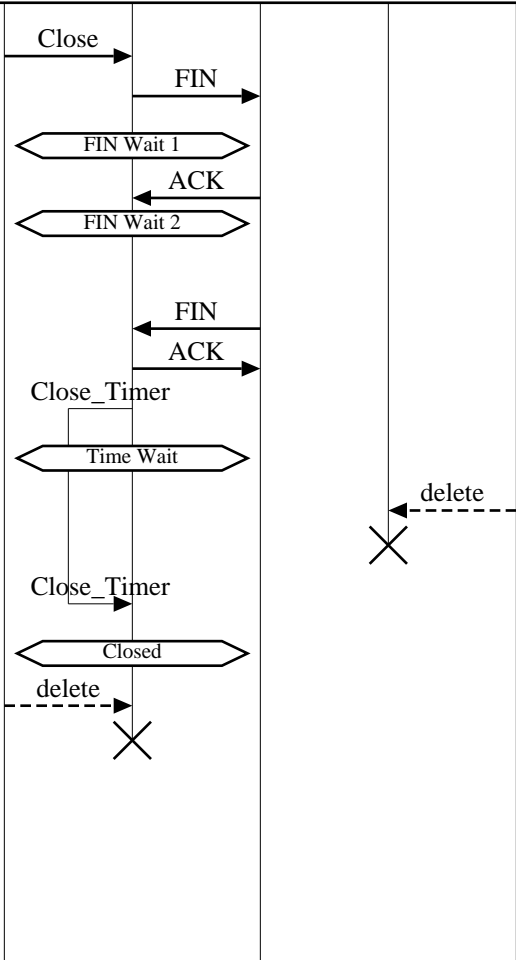 Close
FIN
FIN Wait 1
ACK
FIN Wait 2
FIN
ACK
Close_Timer
Time Wait
delete
Close_Timer
Closed
delete